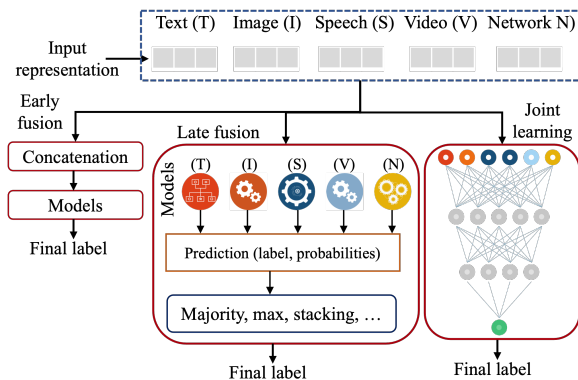 Text (T) Image (I) Speech (S) Video (V) Network N)
Input
representation
Early
fusion
Concatenation
Models
Final label
Late fusion
Models
(T) (I) (S) (V) (N)
Prediction (label, probabilities)
Majority, max, stacking, …
Final label
Joint
learning
Final label